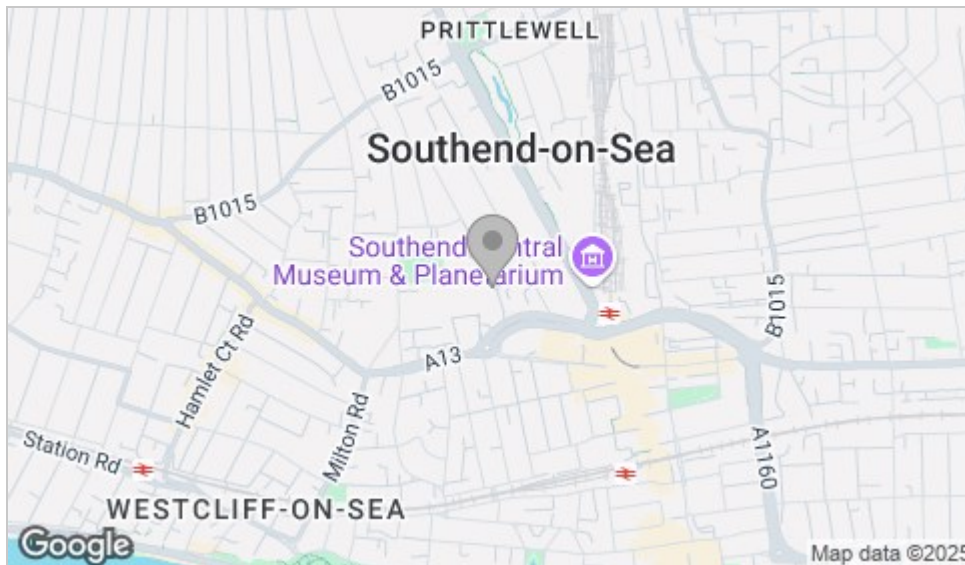 PRITTLEWELL
B1015
Southend-on-Sea
B1015
Southend Central
Museum & Planetarium
B1015
Hamlet Ct Rd
A13
Milton Rd
Station Rd
A1160
WESTCLIFF-ON-SEA
Google
Map data ©2025